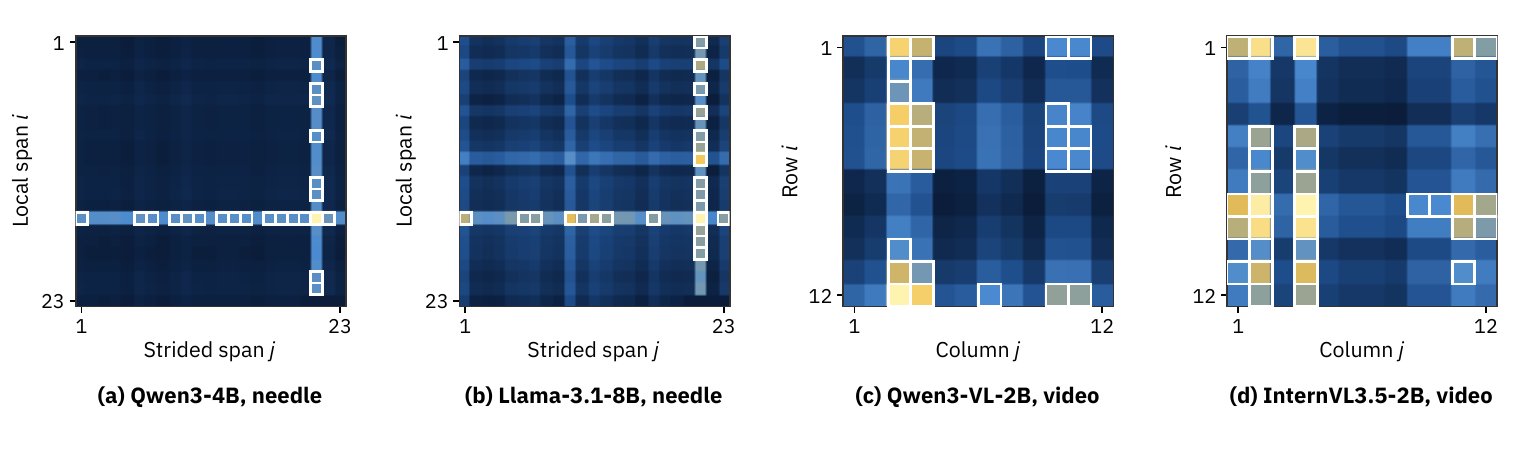 1
23
Local span i
1
23
Strided span j
(a) Qwen3-4B, needle
1
23
Local span i
1
23
Strided span j
(b) Llama-3.1-8B, needle
1
12
Row i
1
12
Column j
(c) Qwen3-VL-2B, video
1
12
Row i
1
12
Column j
(d) InternVL3.5-2B, video